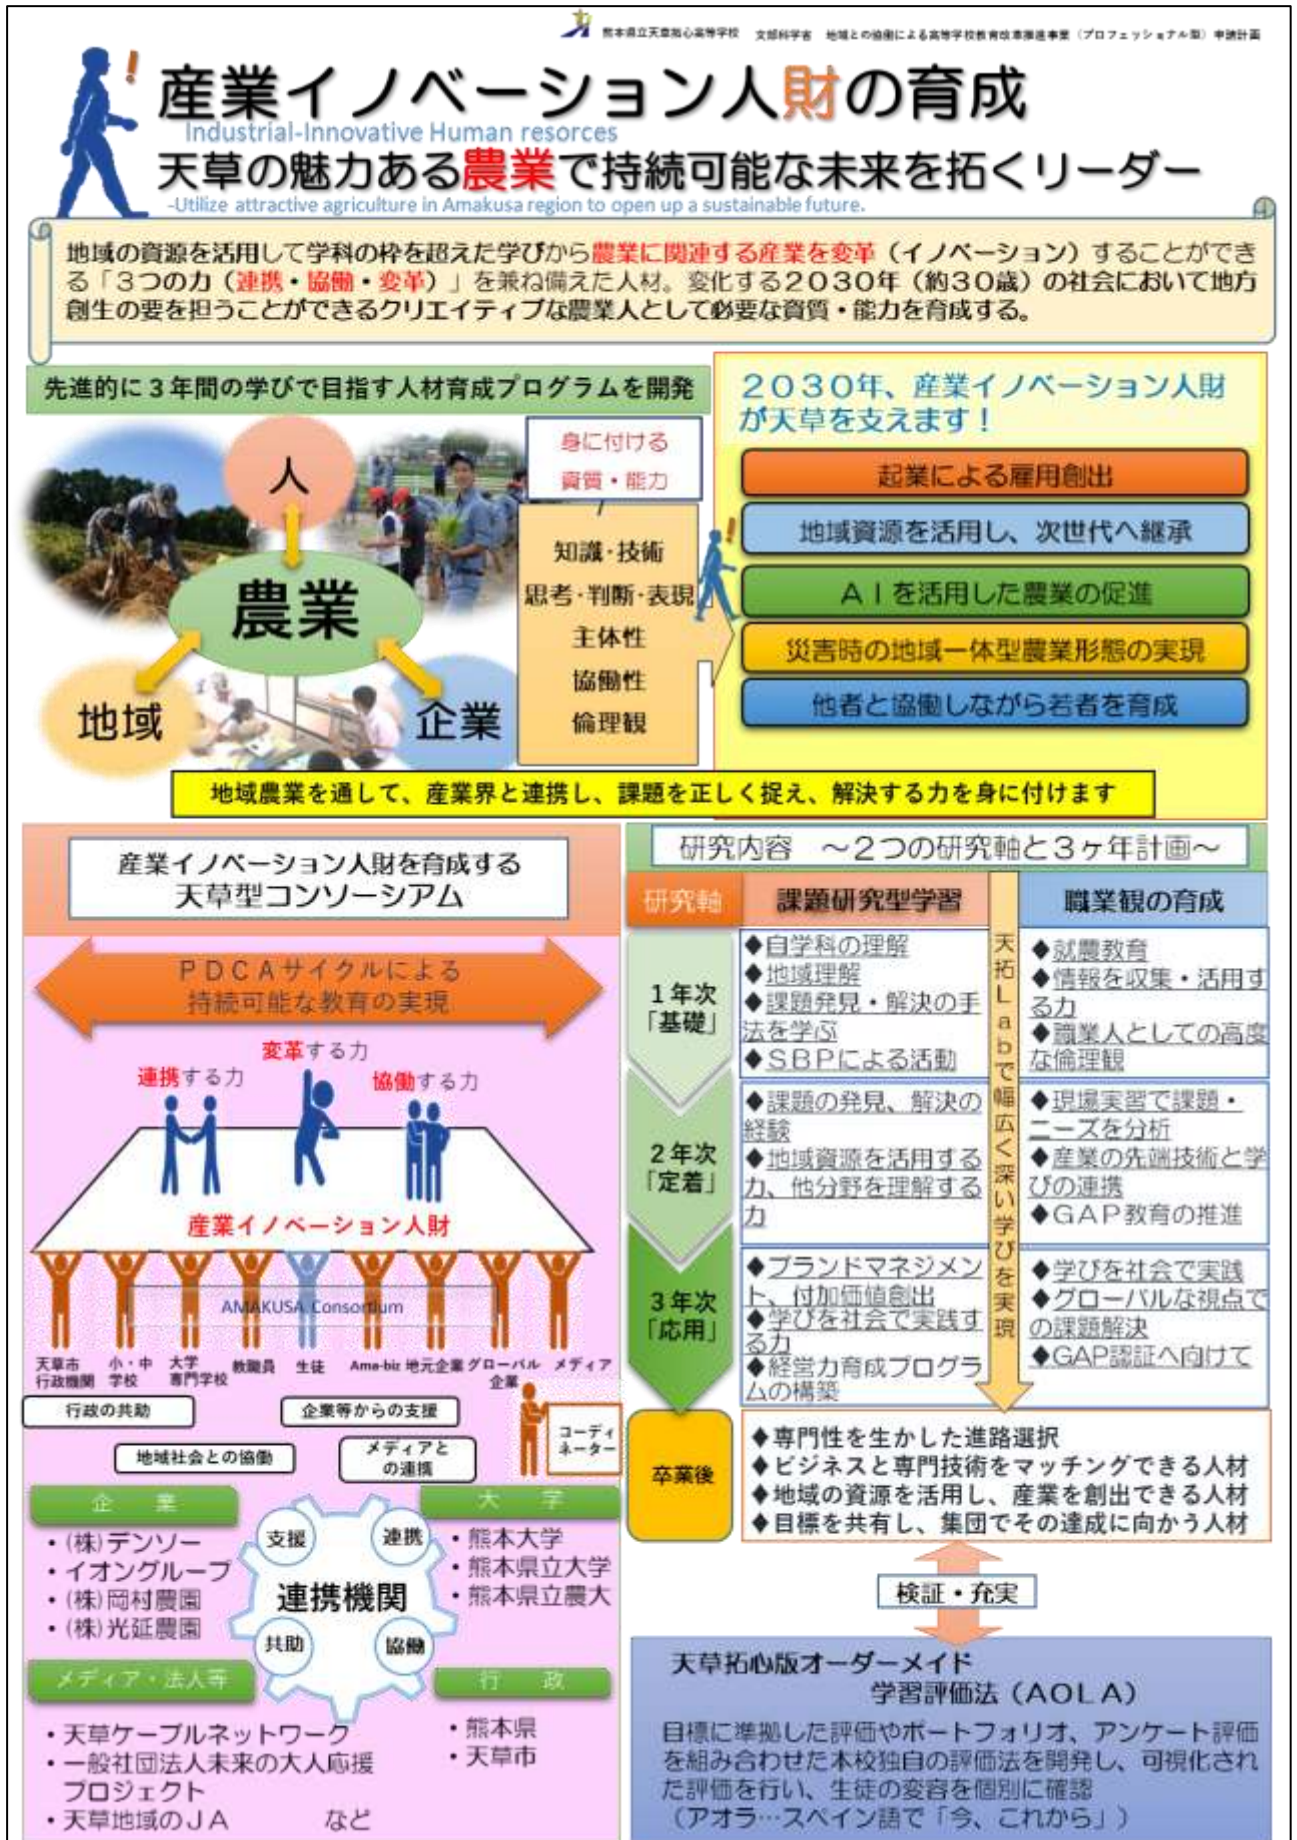 熊本県立天草拓心高等学校　文部科学省　地域との協働による高等学校教育改革推進事業（プロフェッショナル型）申請計画
産業イノベーション人財の育成
Industrial-Innovative Human resorces
天草の魅力ある農業で持続可能な未来を拓くリーダー
-Utilize attractive agriculture in Amakusa region to open up a sustainable future.
地域の資源を活用して学科の枠を超えた学びから農業に関連する産業を変革（イノベーション）することができ
る「３つの力（連携・協働・変革）」を兼ね備えた人材。変化する２０３０年（約３０歳）の社会において地方
創生の要を担うことができるクリエイティブな農業人として必要な資質・能力を育成する。
先進的に３年間の学びで目指す人材育成プログラムを開発
人
農業
地域
企業
身に付ける
資質・能力
知識・技術
思考・判断・表現
主体性
協働性
倫理観
２０３０年、産業イノベーション人財
が天草を支えます！
起業による雇用創出
地域資源を活用し、次世代へ継承
ＡＩを活用した農業の促進
災害時の地域一体型農業形態の実現
他者と協働しながら若者を育成
地域農業を通して、産業界と連携し、課題を正しく捉え、解決する力を身に付けます
産業イノベーション人財を育成する
天草型コンソーシアム
ＰＤＣＡサイクルによる
持続可能な教育の実現
変革する力
連携する力
協働する力
産業イノベーション人財
AMAKUSA Consortium
天草市
行政機関
小・中
学校
大学
専門学校
教職員
生徒
Ama-biz
地元企業
グローバル
企業
メディア
行政の共助
企業等からの支援
地域社会との協働
メディアと
の連携
コーディ
ネーター
企　業
・(株)デンソー
・イオングループ
・(株)岡村農園
・(株)光延農園
大　学
・熊本大学
・熊本県立大学
・熊本県立農大
支援
連携
連携機関
共助
協働
メディア・法人等
・天草ケーブルネットワーク
・一般社団法人未来の大人応援
プロジェクト
・天草地域のＪＡ　　　など
行　政
・熊本県
・天草市
研究内容　～２つの研究軸と３ヶ年計画～
研究軸
課題研究型学習
職業観の育成
天拓Ｌａｂで幅広く深い学びを実現
１年次
「基礎」
◆自学科の理解
◆地域理解
◆課題発見・解決の手
法を学ぶ
◆ＳＢＰによる活動
◆就農教育
◆情報を収集・活用す
る力
◆職業人としての高度
な倫理観
２年次
「定着」
◆課題の発見、解決の
経験
◆地域資源を活用する
力、他分野を理解する
力
◆現場実習で課題・
ニーズを分析
◆産業の先端技術と学
びの連携
◆ＧＡＰ教育の推進
３年次
「応用」
◆ブランドマネジメン
ト、付加価値創出
◆学びを社会で実践す
る力
◆経営力育成プログラ
ムの構築
◆学びを社会で実践
◆グローバルな視点で
の課題解決
◆GAP認証へ向けて
卒業後
◆専門性を生かした進路選択
◆ビジネスと専門技術をマッチングできる人材
◆地域の資源を活用し、産業を創出できる人材
◆目標を共有し、集団でその達成に向かう人材
検証・充実
天草拓心版オーダーメイド
学習評価法（ＡＯＬＡ）
目標に準拠した評価やポートフォリオ、アンケート評価
を組み合わせた本校独自の評価法を開発し、可視化され
た評価を行い、生徒の変容を個別に確認
（アオラ…スペイン語で「今、これから」）